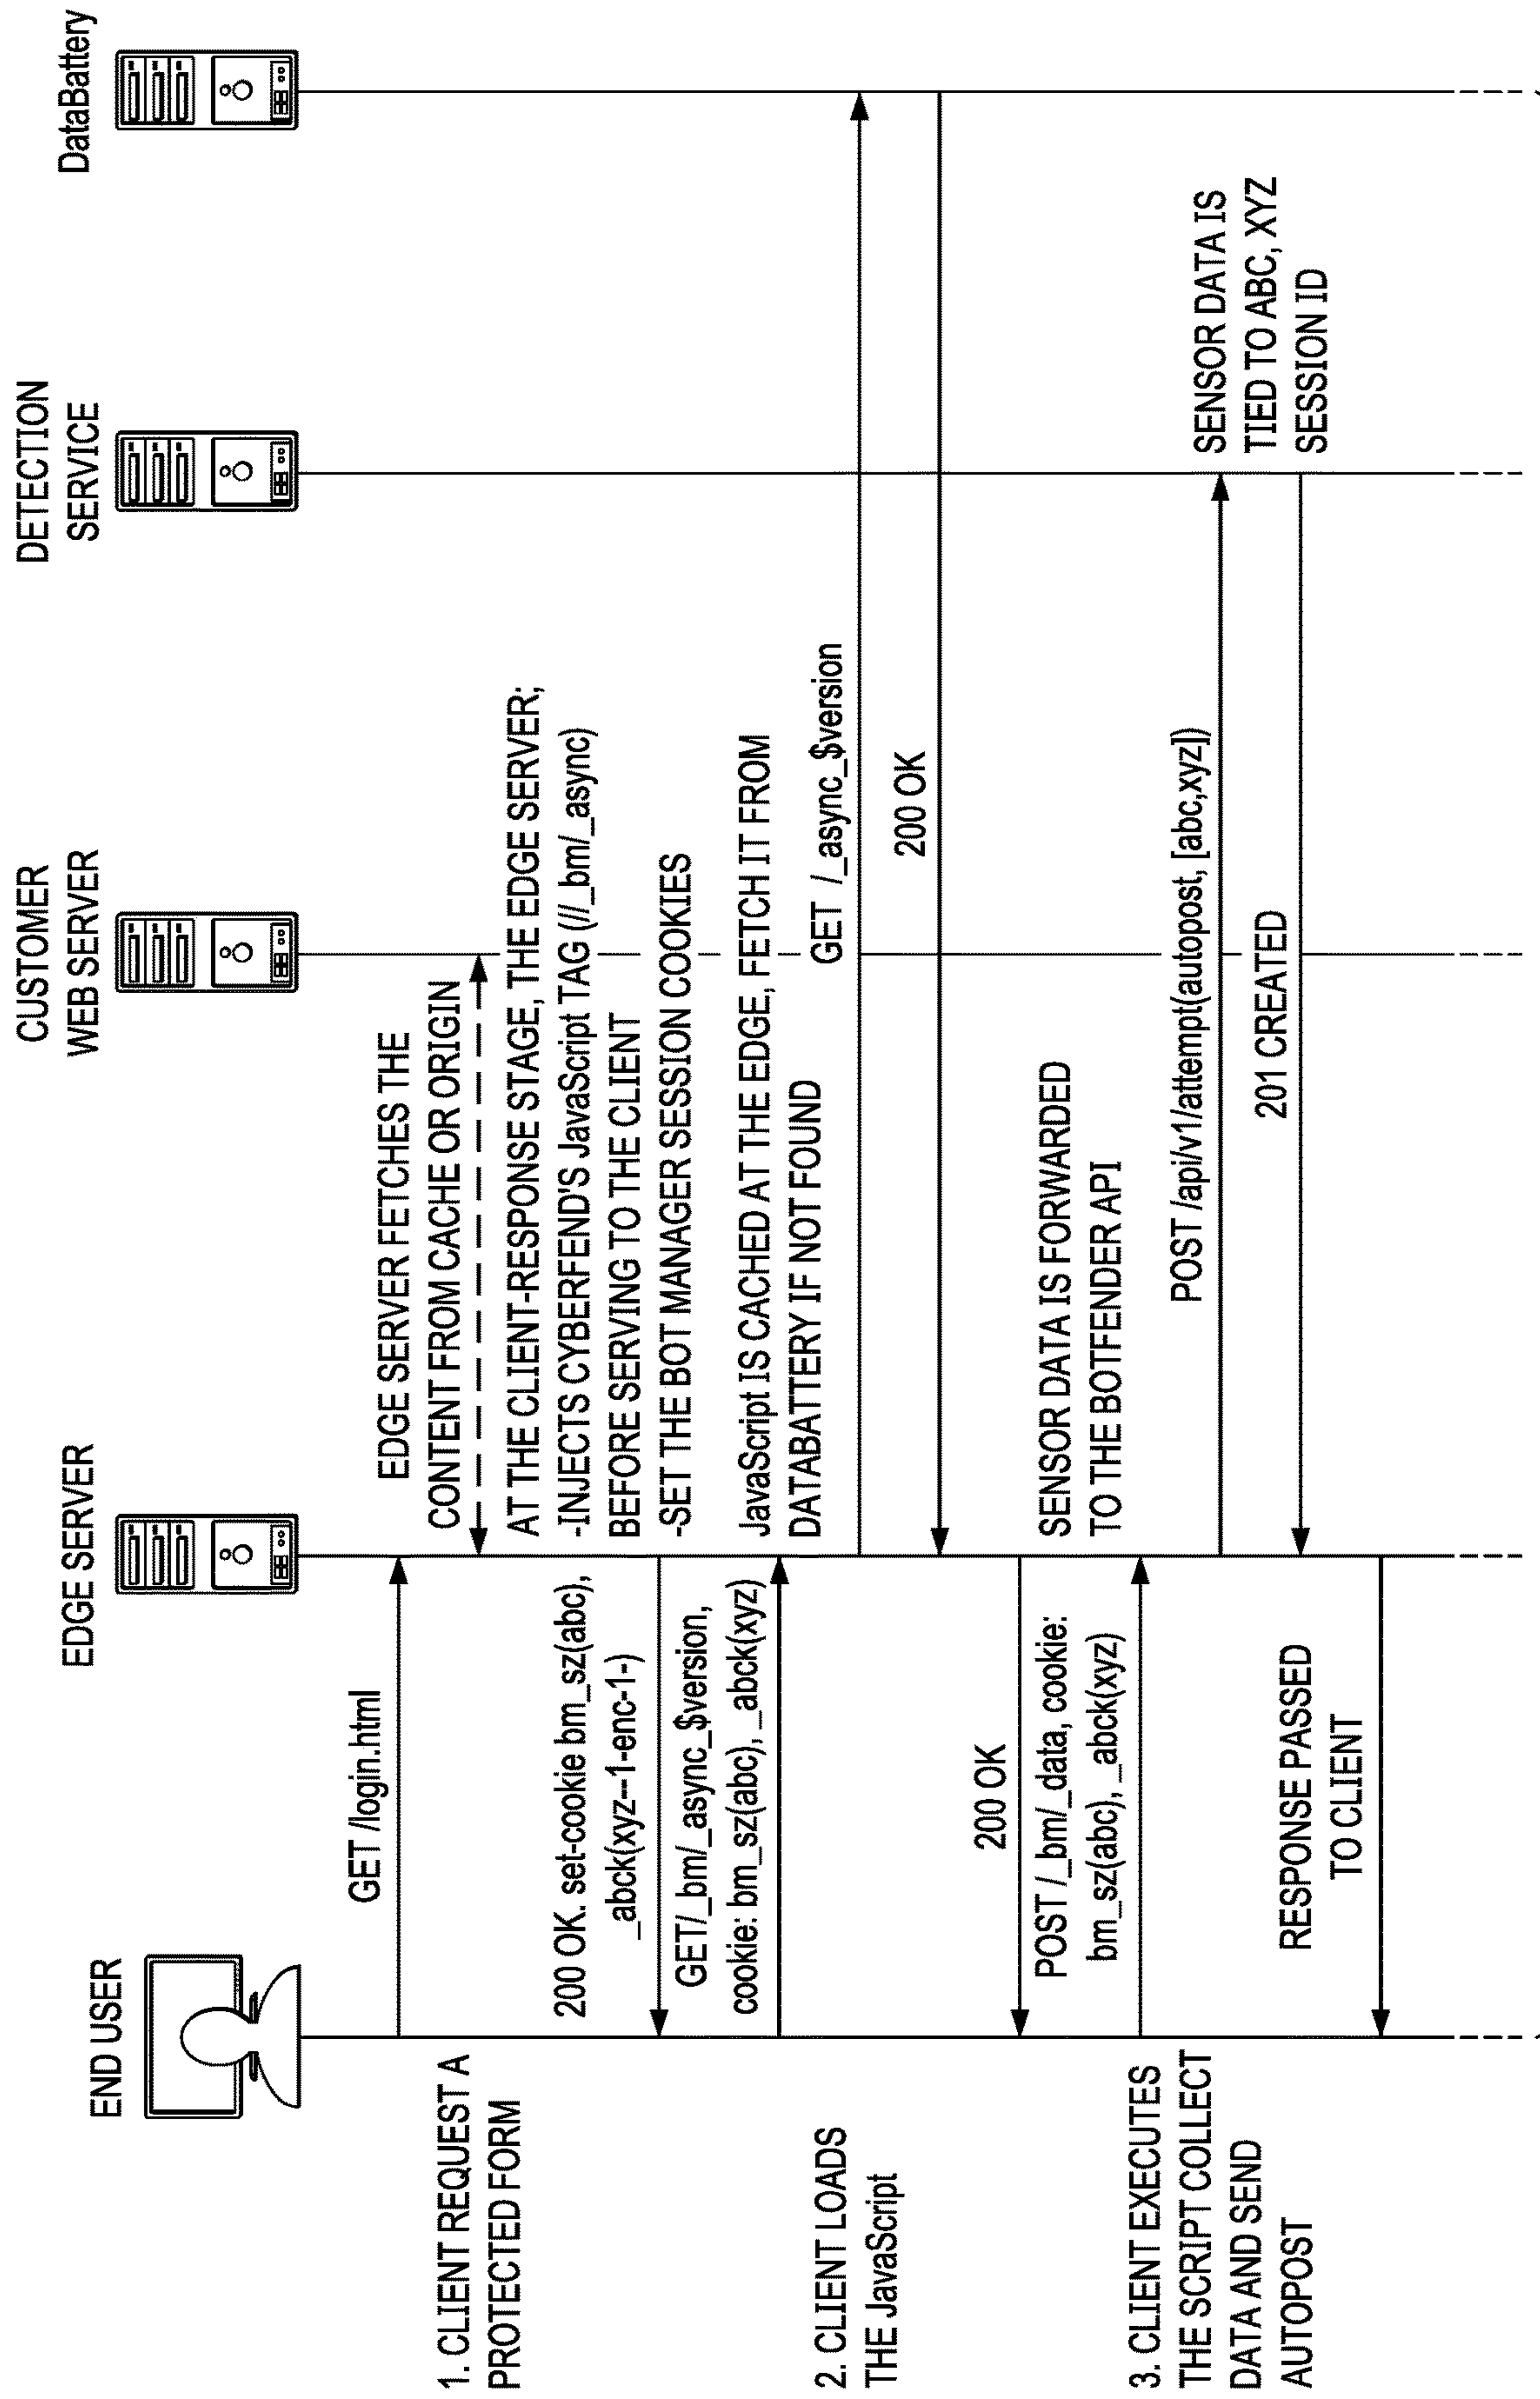 END USER
EDGE SERVER
CUSTOMER
WEB SERVER
DETECTION
SERVICE
DataBattery
1. CLIENT REQUEST A
PROTECTED FORM
GET /login.html
EDGE SERVER FETCHES THE
CONTENT FROM CACHE OR ORIGIN
AT THE CLIENT-RESPONSE STAGE, THE EDGE SERVER;
-INJECTS CYBERFEND'S JavaScript TAG (//_bm/_async)
BEFORE SERVING TO THE CLIENT
-SET THE BOT MANAGER SESSION COOKIES
200 OK. set-cookie bm_sz(abc),
_abck(xyz--1-enc-1-)
2. CLIENT LOADS
THE JavaScript
GET/_bm/_async_$version,
cookie: bm_sz(abc), _abck(xyz)
JavaScript IS CACHED AT THE EDGE, FETCH IT FROM
DATABATTERY IF NOT FOUND
GET /_async_$version
200 OK
200 OK
3. CLIENT EXECUTES
THE SCRIPT COLLECT
DATA AND SEND
AUTOPOST
POST /_bm/_data, cookie:
bm_sz(abc), _abck(xyz)
SENSOR DATA IS FORWARDED
TO THE BOTFENDER API
POST /api/v1/attempt(autopost, [abc,xyz])
SENSOR DATA IS
TIED TO ABC, XYZ
SESSION ID
201 CREATED
RESPONSE PASSED
TO CLIENT